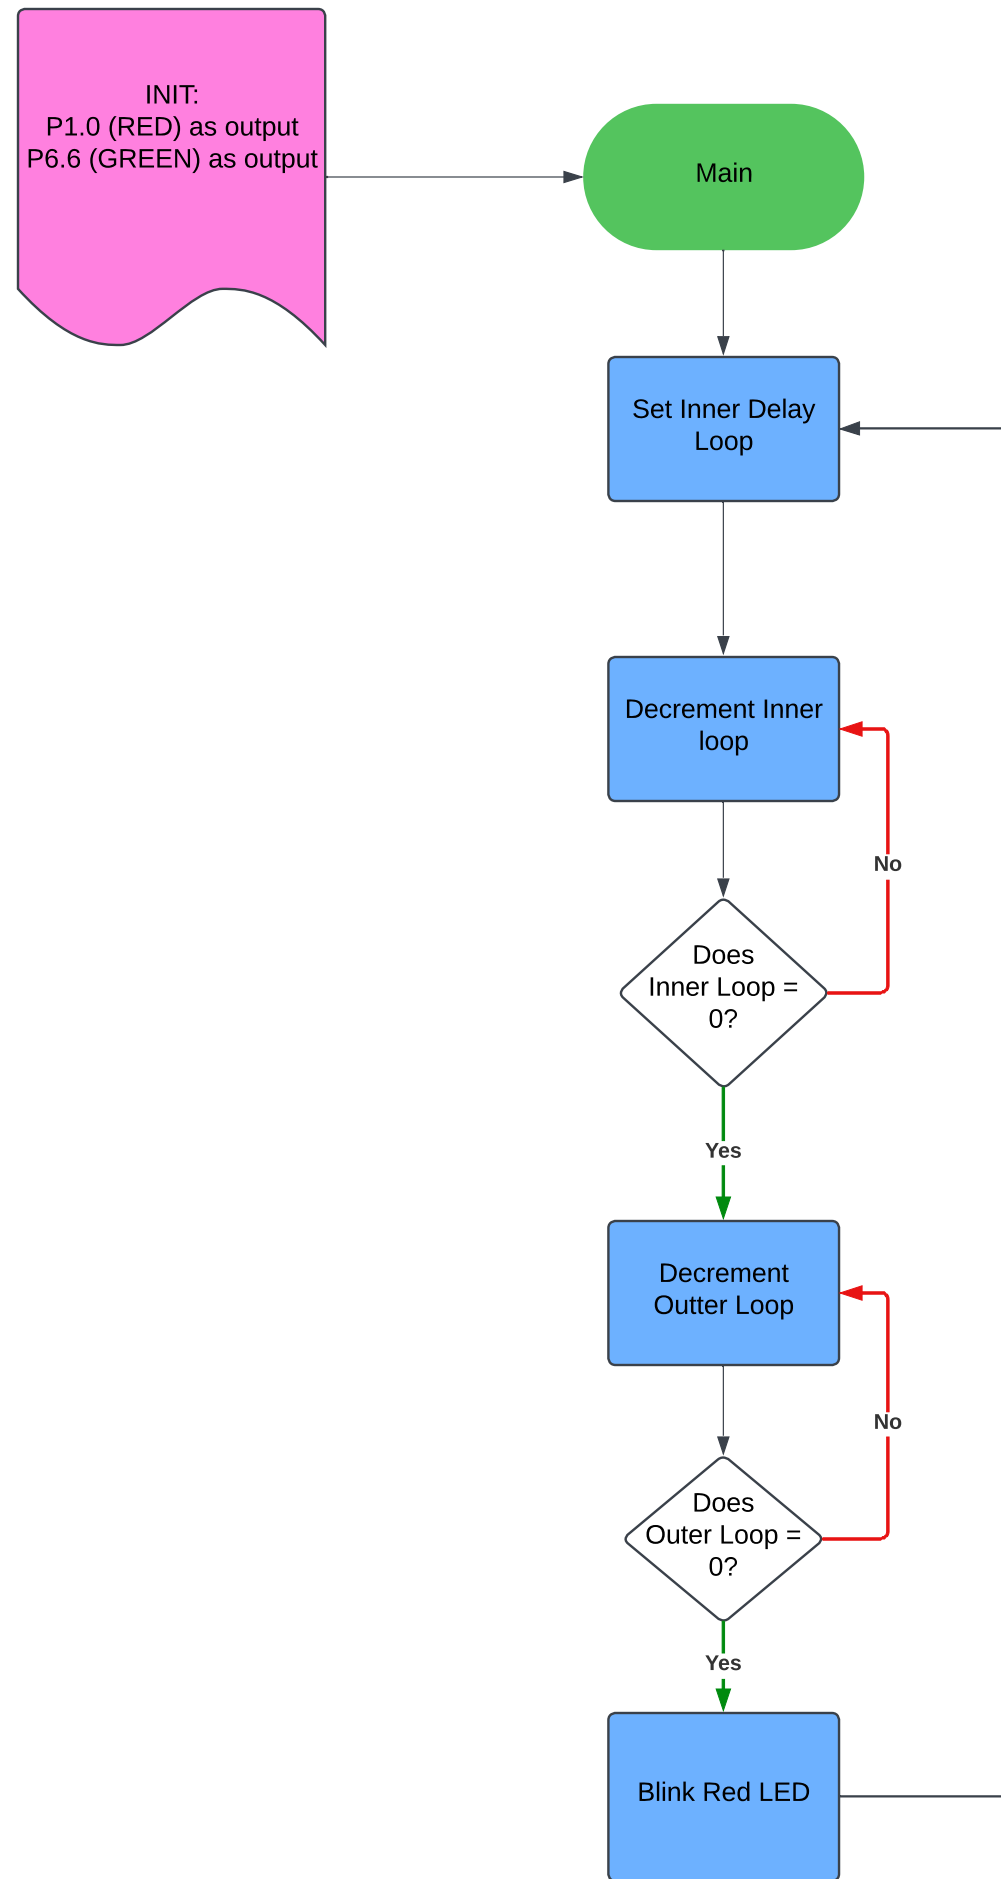 INIT:
P1.0 (RED) as output
P6.6 (GREEN) as output
Main
Set Inner Delay
Loop
Decrement Inner
loop
No
Does
Inner Loop =
0?
Yes
Decrement
Outter Loop
No
Does
Outer Loop =
0?
Yes
Blink Red LED